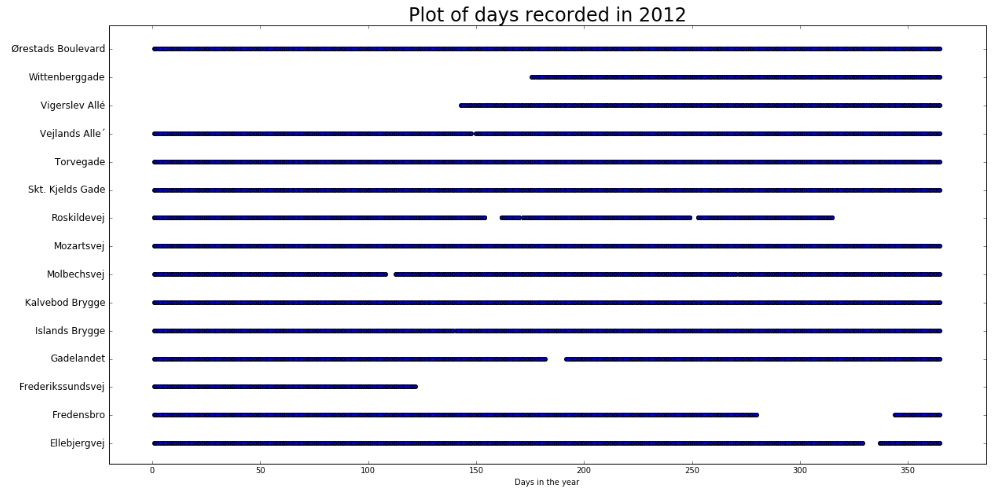 Plot of days recorded in 2012
Ørestads Boulevard
Wittenberggade
Vigerslev Allé
Vejlands Alle´
Torvegade
Skt. Kjelds Gade
Roskildevej
Mozartsvej
Molbechsvej
Kalvebod Brygge
Islands Brygge
Gadelandet
Frederikssundsvej
Fredensbro
Ellebjergvej
0 50 100 150 200 250 300 350
Days in the year